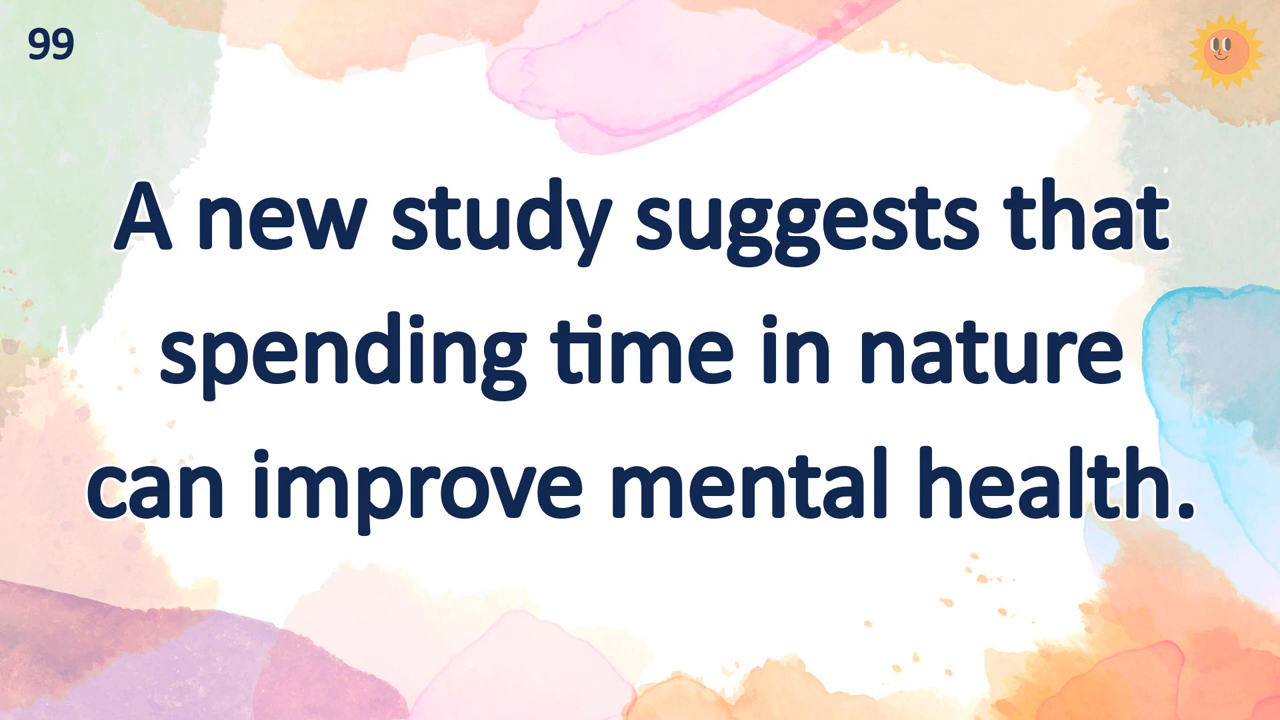 99
A new study suggests that
spending time in nature
can improve mental health.